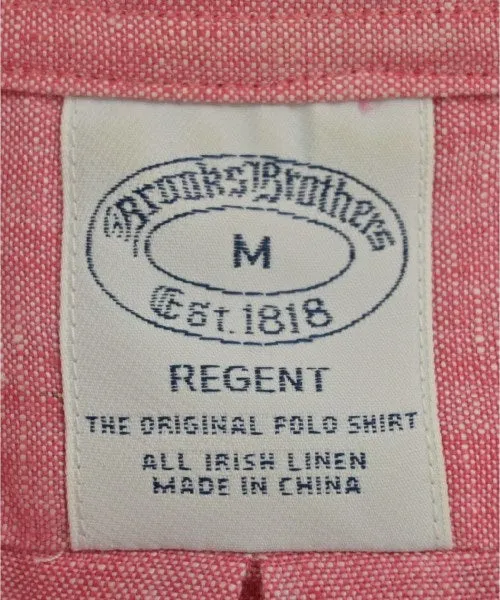 Brooks Brothers
M
Est. 1818
REGENT
THE ORIGINAL POLO SHIRT
ALL IRISH LINEN
MADE IN CHINA